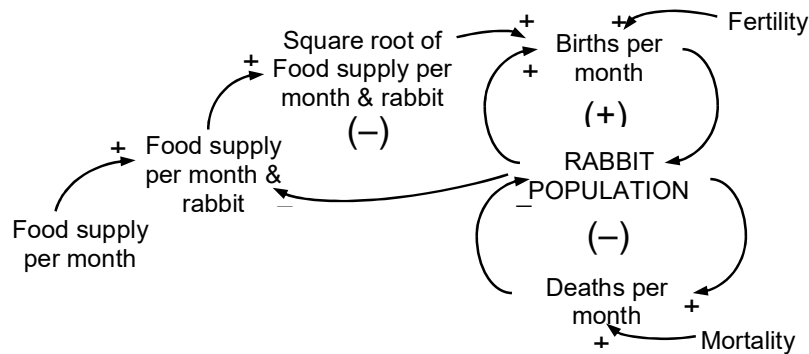 +
+
Fertility
Square root of
Food supply per
month & rabbit
(–)
+
+
Births per
month
(+)
+
Food supply
per month &
rabbit
–
RABBIT
POPULATION
–
(–)
Food supply
per month
Deaths per
month
+
+
Mortality